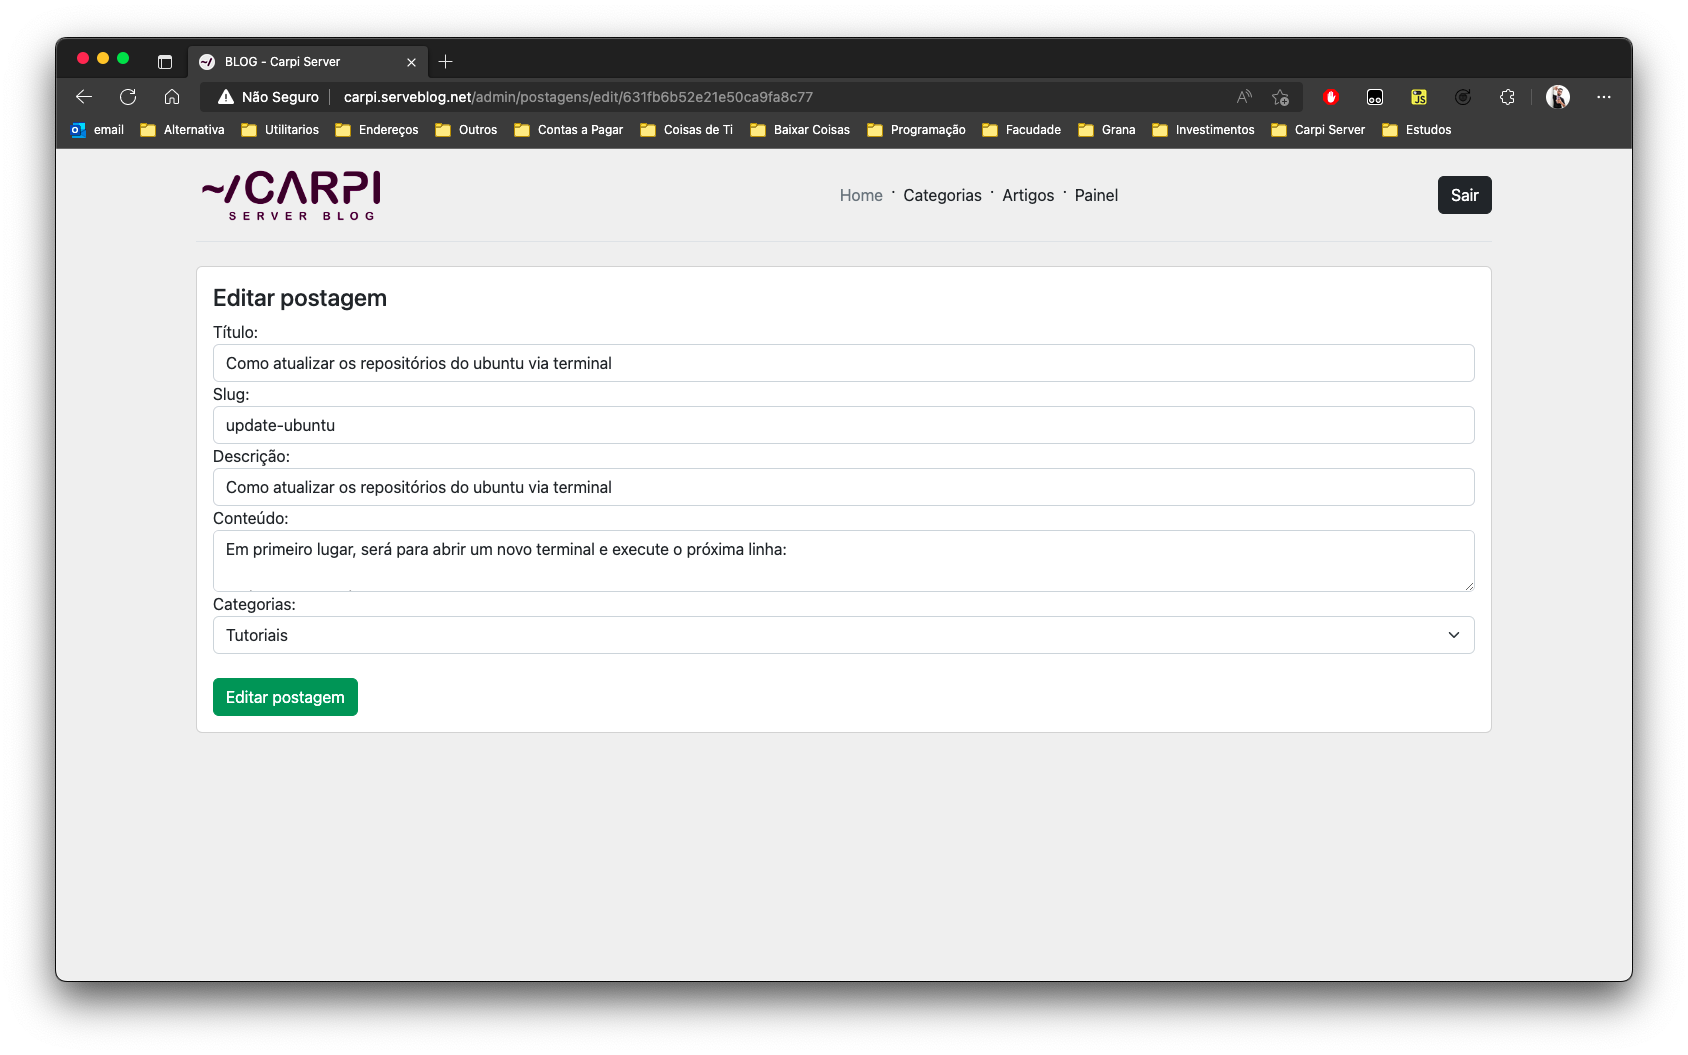 BLOG - Carpi Server
Não Seguro carpi.serveblog.net/admin/postagens/edit/631fb6b52e21e50ca9fa8c77
email Alternativa Utilitarios Endereços Outros Contas a Pagar Coisas de Ti Baixar Coisas Programação Facudade Grana Investimentos Carpi Server Estudos
~/CARPI
SERVER BLOG
Home · Categorias · Artigos · Painel
Sair
Editar postagem
Título:
Como atualizar os repositórios do ubuntu via terminal
Slug:
update-ubuntu
Descrição:
Como atualizar os repositórios do ubuntu via terminal
Conteúdo:
Em primeiro lugar, será para abrir um novo terminal e execute o próxima linha:
Categorias:
Tutoriais
Editar postagem